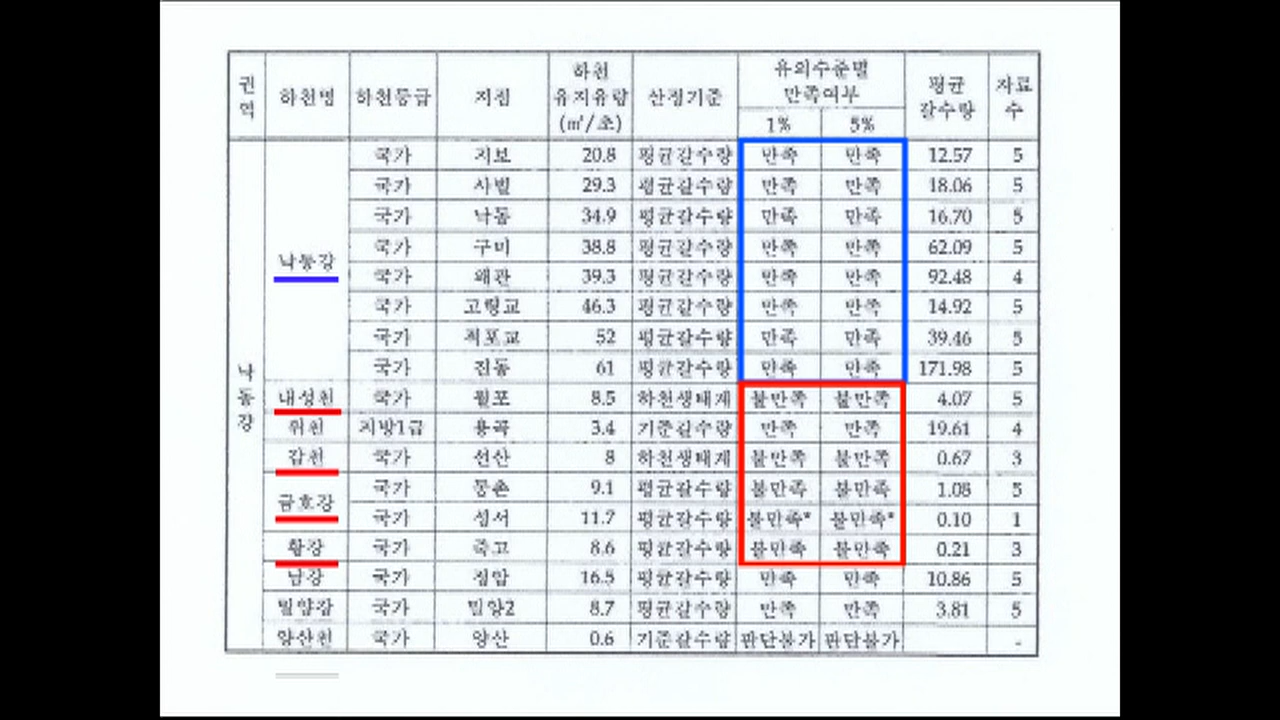 권역 하천명 하천등급 지점 하천유지유량(㎥/초) 산정기준 유의수준별 만족여부 평균갈수량 자료수
1% 5%
낙동강 낙동강 국가 지보 20.8 평균갈수량 만족 만족 12.57 5
국가 사벌 29.3 평균갈수량 만족 만족 18.06 5
국가 낙동 34.9 평균갈수량 만족 만족 16.70 5
국가 구미 38.8 평균갈수량 만족 만족 62.09 5
국가 왜관 39.3 평균갈수량 만족 만족 92.48 4
국가 고령교 46.3 평균갈수량 만족 만족 14.92 5
국가 적포교 52 평균갈수량 만족 만족 39.46 5
국가 진동 61 평균갈수량 만족 만족 171.98 5
내성천 국가 월포 8.5 하천생태계 불만족 불만족 4.07 5
위천 지방1급 용곡 3.4 기준갈수량 만족 만족 19.61 4
감천 국가 선산 8 하천생태계 불만족 불만족 0.67 3
금호강 국가 동촌 9.1 평균갈수량 불만족 불만족 1.08 5
국가 성서 11.7 평균갈수량 불만족* 불만족* 0.10 1
황강 국가 죽고 8.6 평균갈수량 불만족 불만족 0.21 3
남강 국가 정암 16.5 평균갈수량 만족 만족 10.86 5
밀양강 국가 밀양2 8.7 평균갈수량 만족 만족 3.81 5
양산천 국가 양산 0.6 기준갈수량 판단불가 판단불가 -